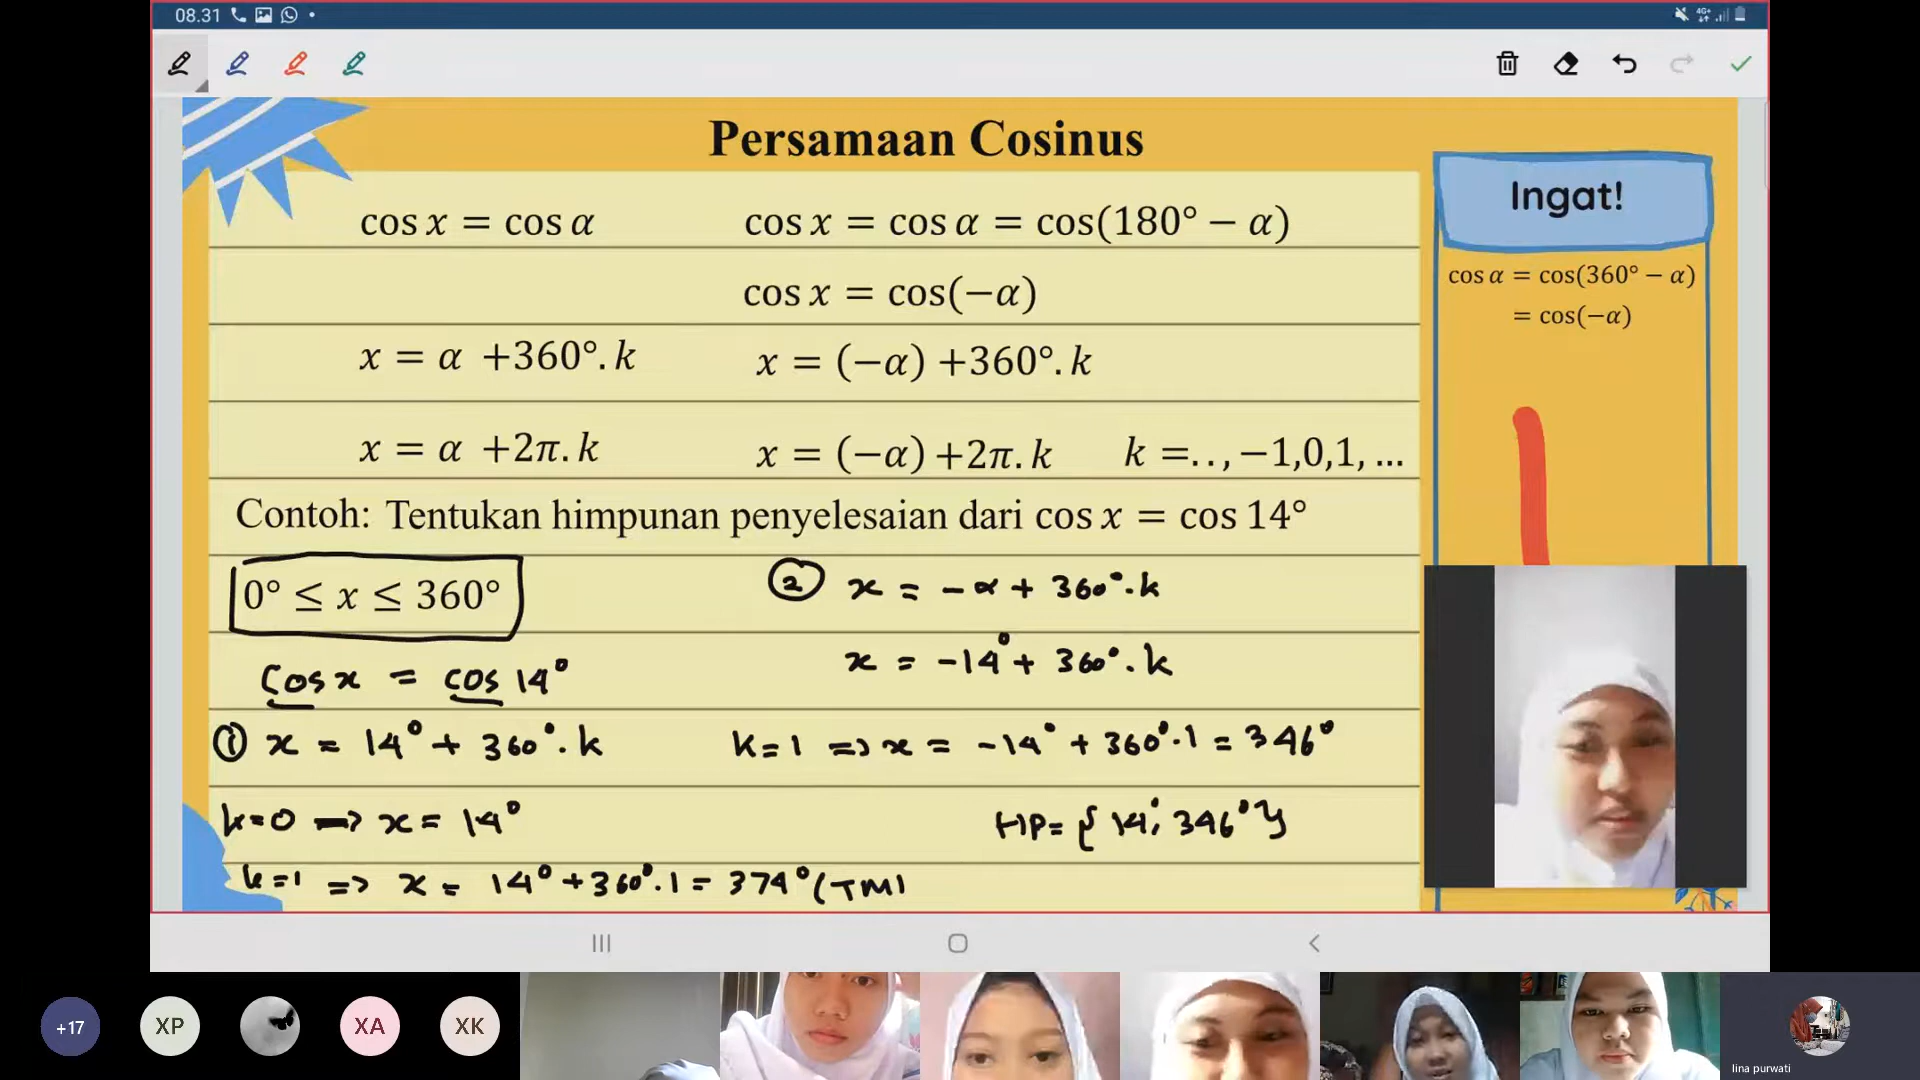 08.31
4G+
Persamaan Cosinus
cos x = cos α
cos x = cos α = cos(180° − α)
cos x = cos(−α)
x = α +360°. k
x = (−α) +360°. k
x = α +2π. k
x = (−α) +2π. k
k =. . , −1,0,1, …
Contoh: Tentukan himpunan penyelesaian dari cos x = cos 14°
0° ≤ x ≤ 360°
cos x = cos 14°
① x = 14° + 360°. k
k=0 → x = 14°
k=1 => x = 14° + 360°.1 = 374° (TM)
② x = -α + 360°. k
x = -14° + 360°. k
k=1 => x = -14° + 360°.1 = 346°
HP= { 14°, 346° }
Ingat!
cos α = cos(360° − α)
= cos(−α)
+17
XP
XA
XK
lina purwati